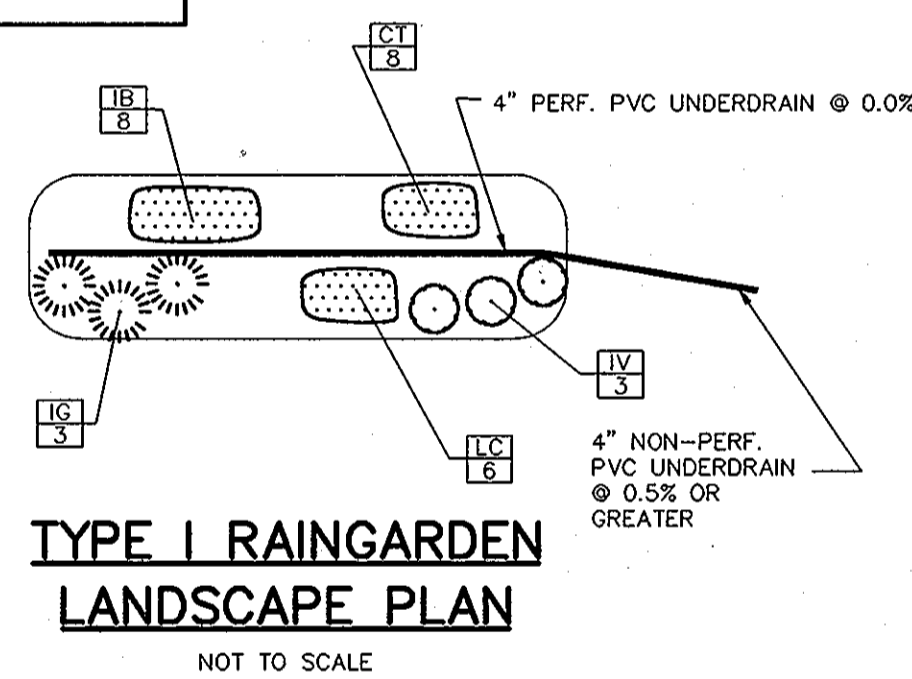 CT
8
IB
8
4" PERF. PVC UNDERDRAIN @ 0.0%
IV
3
IG
3
LC
6
4" NON-PERF.
PVC UNDERDRAIN
@ 0.5% OR
GREATER
TYPE I RAINGARDEN
LANDSCAPE PLAN
NOT TO SCALE